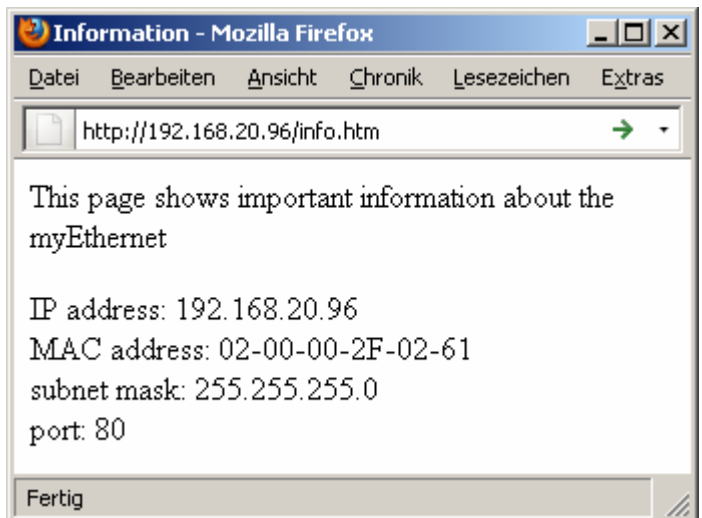 Information - Mozilla Firefox
Datei Bearbeiten Ansicht Chronik Lesezeichen Extras
http://192.168.20.96/info.htm
This page shows important information about the
myEthernet
IP address: 192.168.20.96
MAC address: 02-00-00-2F-02-61
subnet mask: 255.255.255.0
port: 80
Fertig